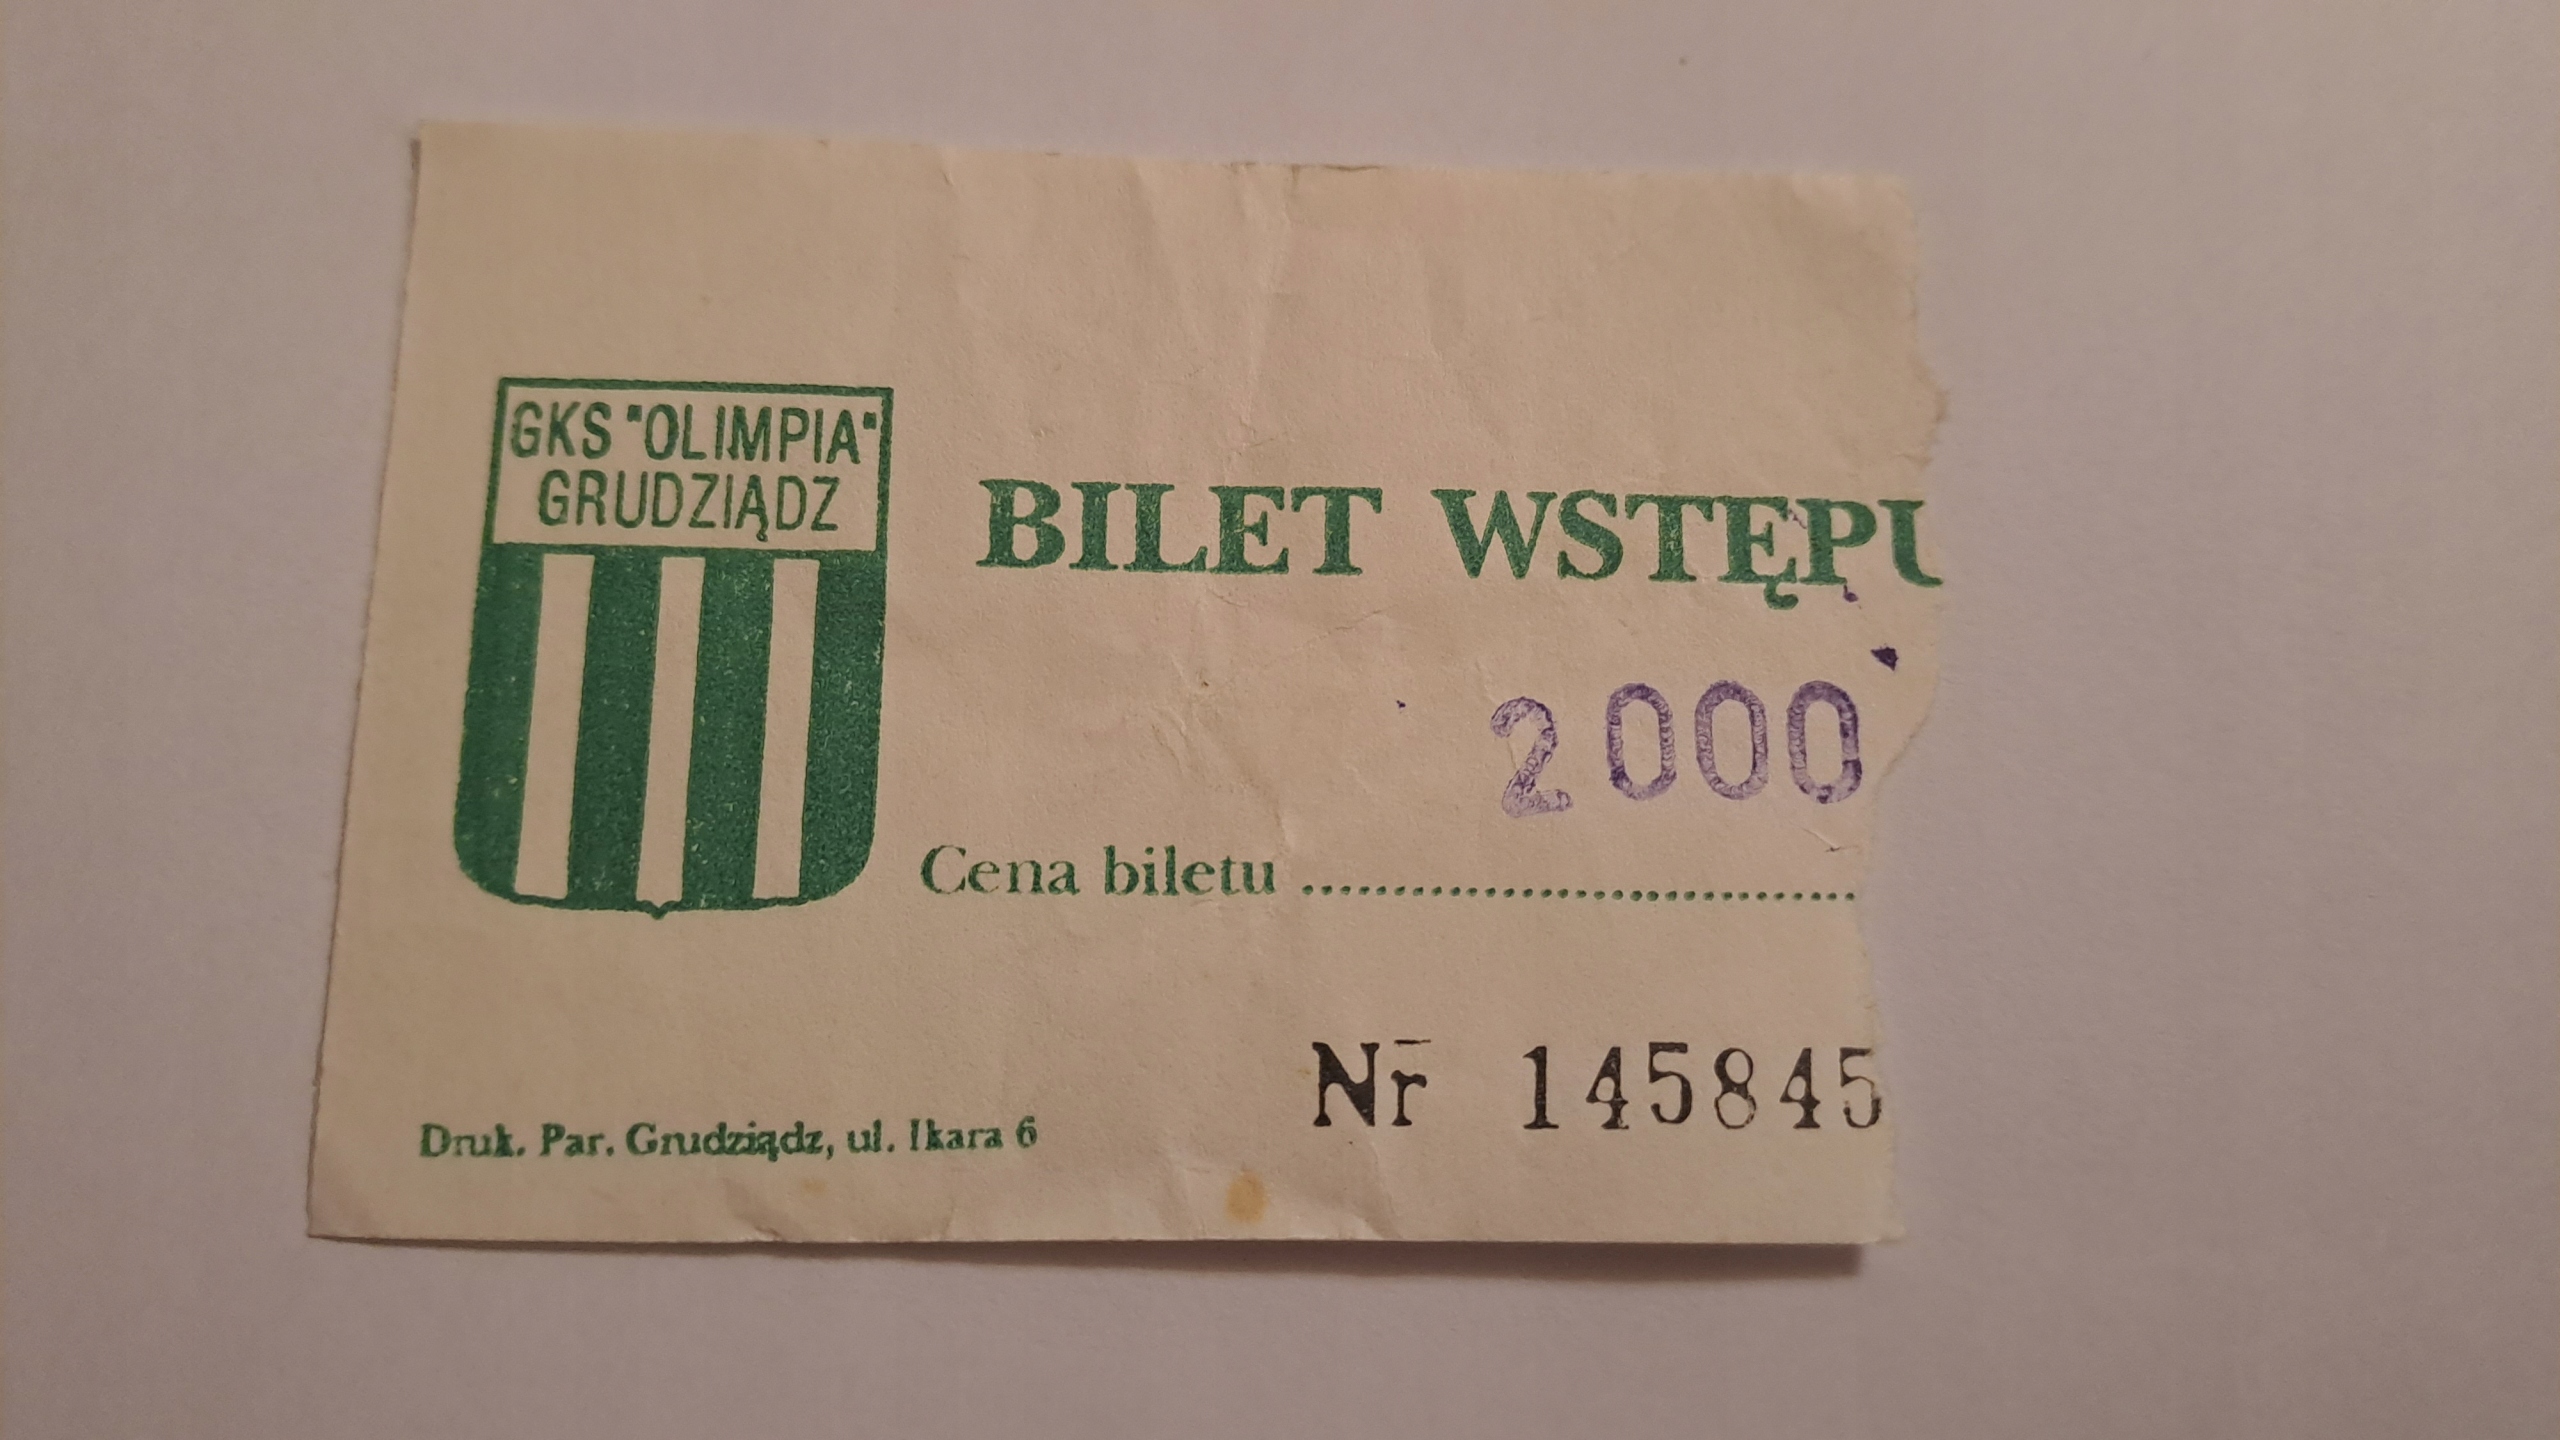 GKS "OLIMPIA"
GRUDZIĄDZ
BILET WSTĘPU
2000
Cena biletu ................................
Nr 145845
Druk. Par. Grudziądz, ul. Ikara 6